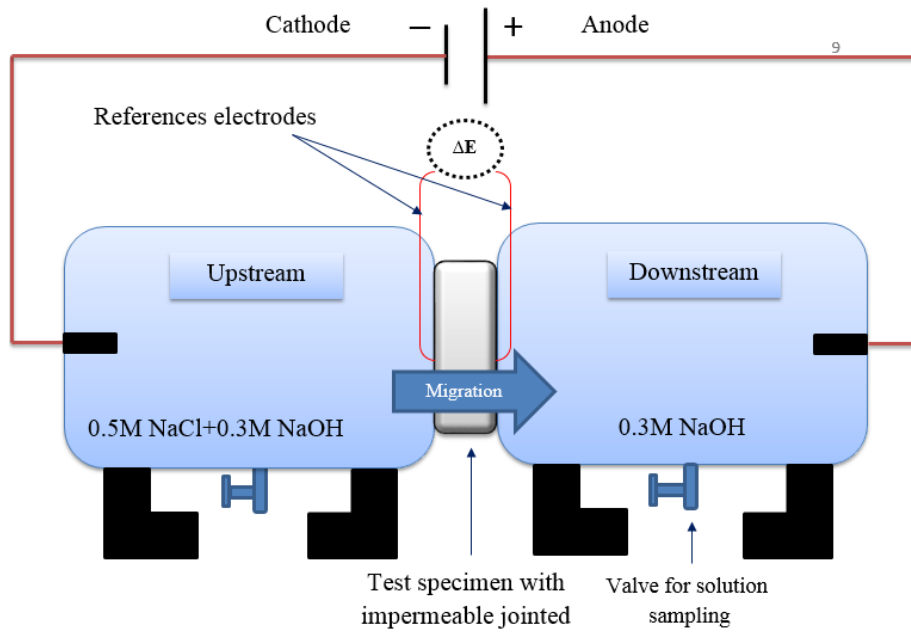 Cathode
−
+
Anode
9
References electrodes
ΔE
Upstream
Downstream
Migration
0.5M NaCl+0.3M NaOH
0.3M NaOH
Test specimen with
impermeable jointed
Valve for solution
sampling